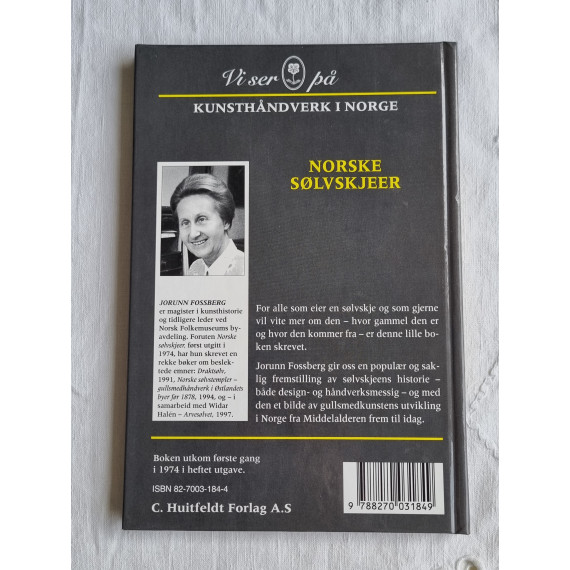 Vi ser på
KUNSTHÅNDVERK I NORGE
NORSKE
SØLVSKJEER
JORUNN FOSSBERG
er magister i kunsthistorie
og tidligere leder ved
Norsk Folkemuseums by-
avdeling. Foruten Norske
sølvskjeer, først utgitt i
1974, har hun skrevet en
rekke bøker om beslek-
tede emner: Draktsølv,
1991, Norske sølvstempler –
gullsmedhåndverk i Østlandets
byer før 1878, 1994, og – i
samarbeid med Widar
Halén – Arvesølvet, 1997.
For alle som eier en sølvskje og som gjerne
vil vite mer om den – hvor gammel den er
og hvor den kommer fra – er denne lille bo-
ken skrevet.
Jorunn Fossberg gir oss en populær og sak-
lig fremstilling av sølvskjeens historie –
både design- og håndverksmessig – og med
den et bilde av gullsmedkunstens utvikling
i Norge fra Middelalderen frem til idag.
Boken utkom første gang
i 1974 i heftet utgave.
ISBN 82-7003-184-4
C. Huitfeldt Forlag A.S
9 788270 031849